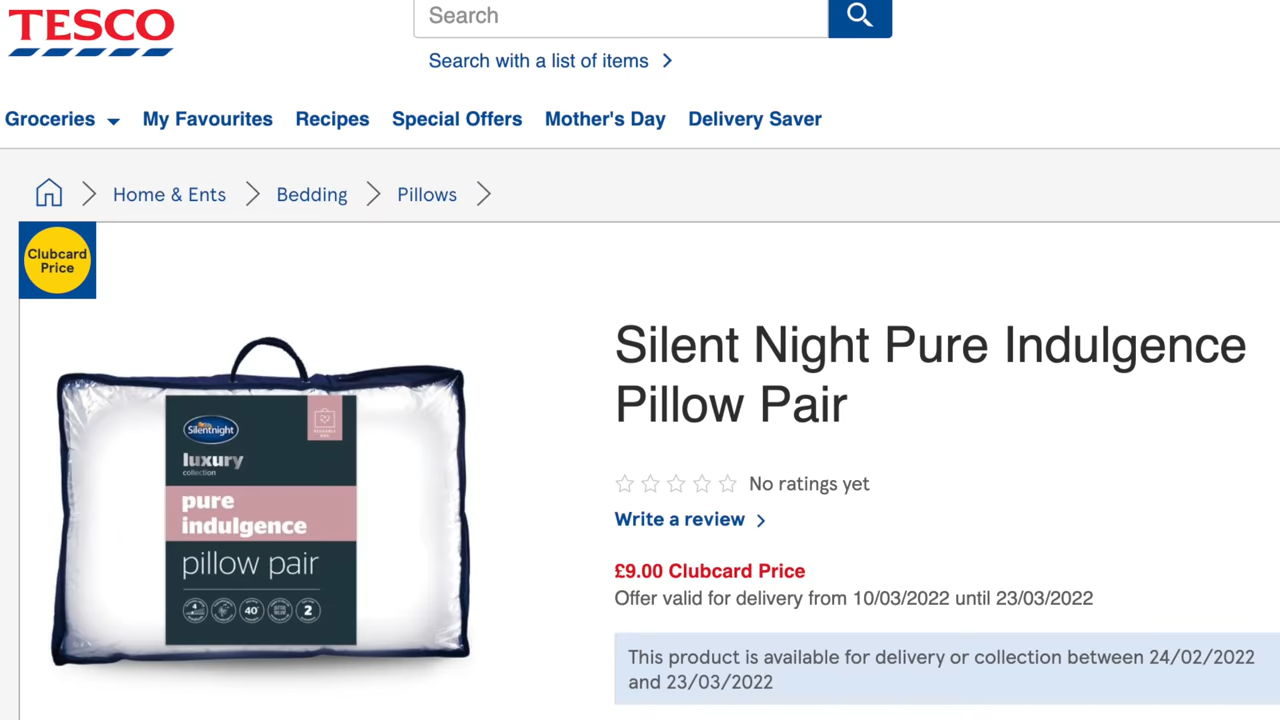 TESCO
Search
Search with a list of items
Groceries
My Favourites
Recipes
Special Offers
Mother's Day
Delivery Saver
Home & Ents
Bedding
Pillows
Clubcard
Price
Silentnight
luxury
collection
pure
indulgence
pillow pair
4
40°
2
Silent Night Pure Indulgence
Pillow Pair
No ratings yet
Write a review
£9.00 Clubcard Price
Offer valid for delivery from 10/03/2022 until 23/03/2022
This product is available for delivery or collection between 24/02/2022
and 23/03/2022